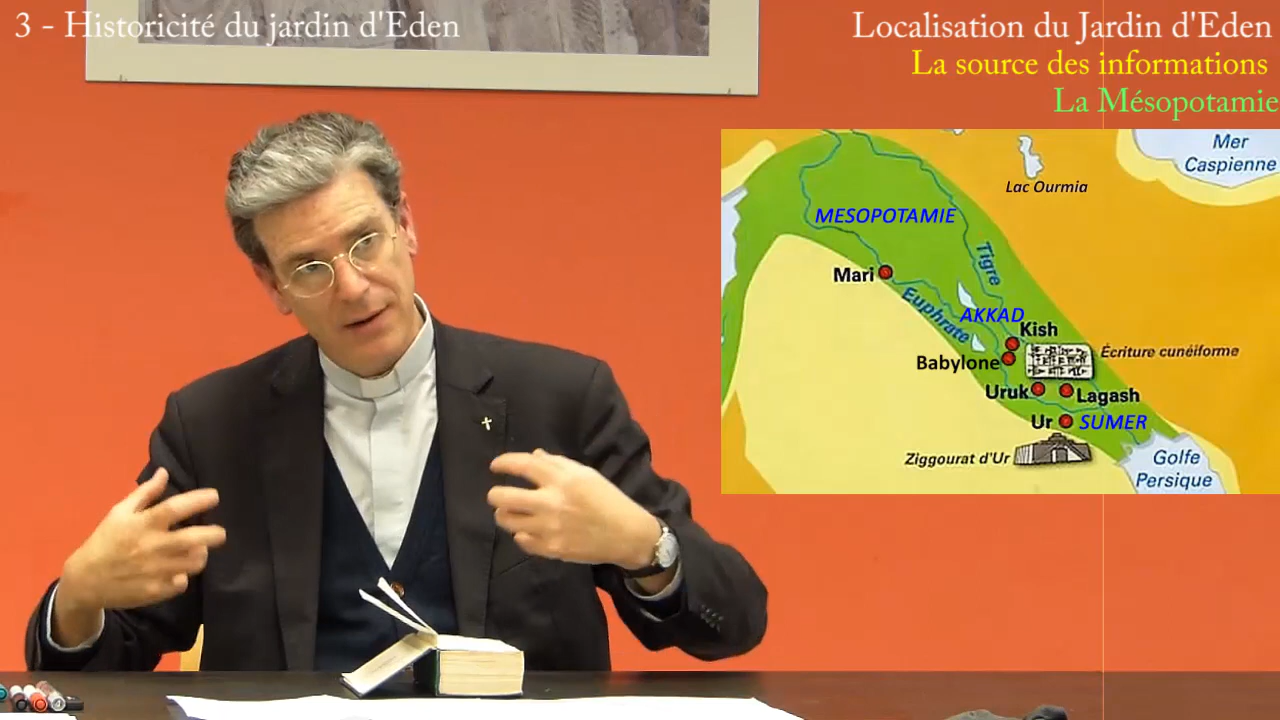 3 - Historicité du jardin d'Eden
Localisation du Jardin d'Eden
La source des informations
La Mésopotamie
Mer
Caspienne
Lac Ourmia
MESOPOTAMIE
Tigre
Mari
Euphrate
AKKAD
Kish
Écriture cunéiforme
Babylone
Uruk
Lagash
Ur
SUMER
Ziggourat d'Ur
Golfe
Persique